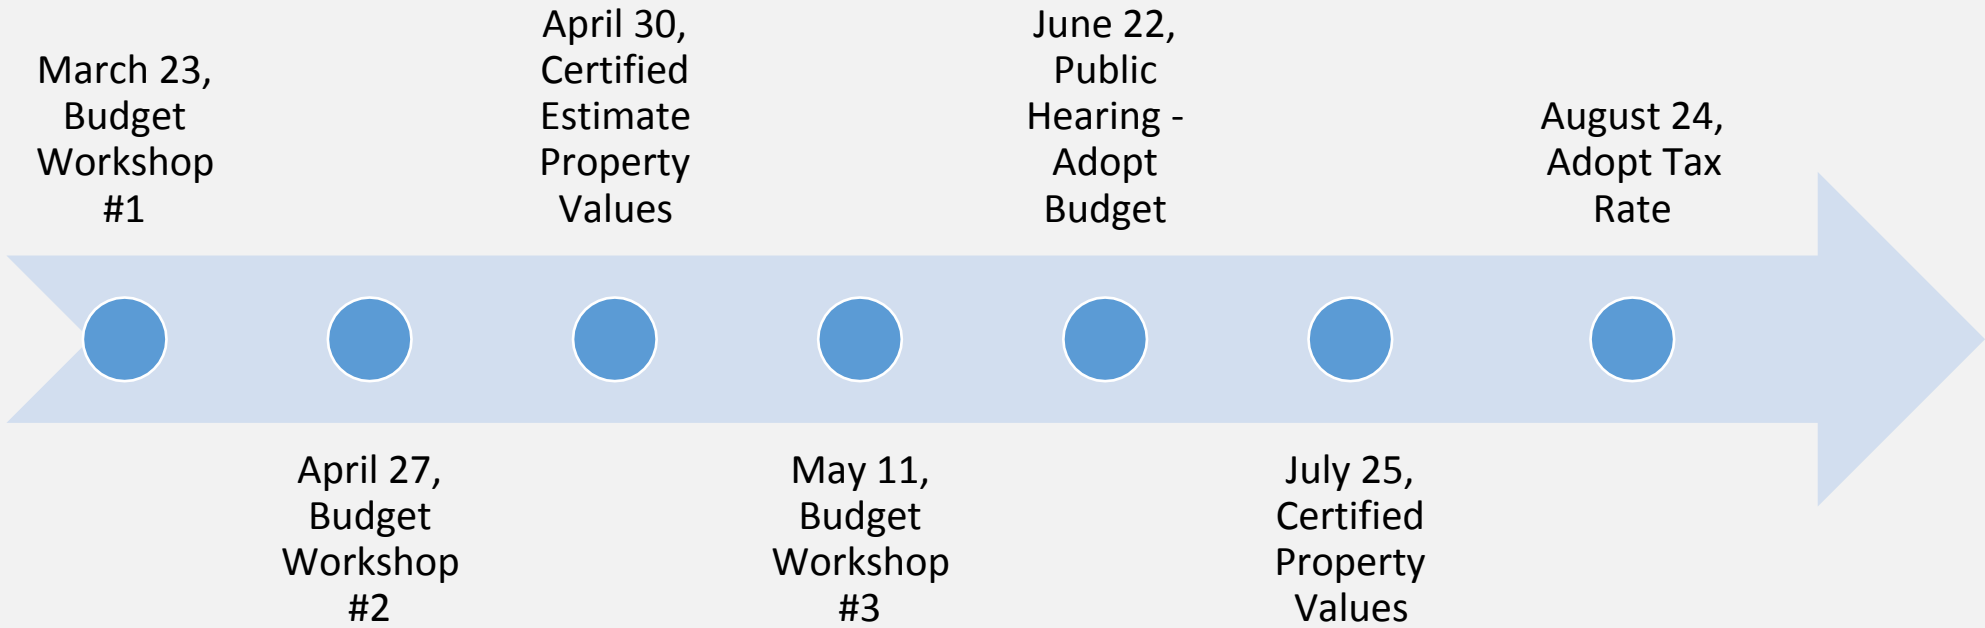 March 23,
Budget
Workshop
#1
April 27,
Budget
Workshop
#2
April 30,
Certified
Estimate
Property
Values
May 11,
Budget
Workshop
#3
June 22,
Public
Hearing -
Adopt
Budget
July 25,
Certified
Property
Values
August 24,
Adopt Tax
Rate